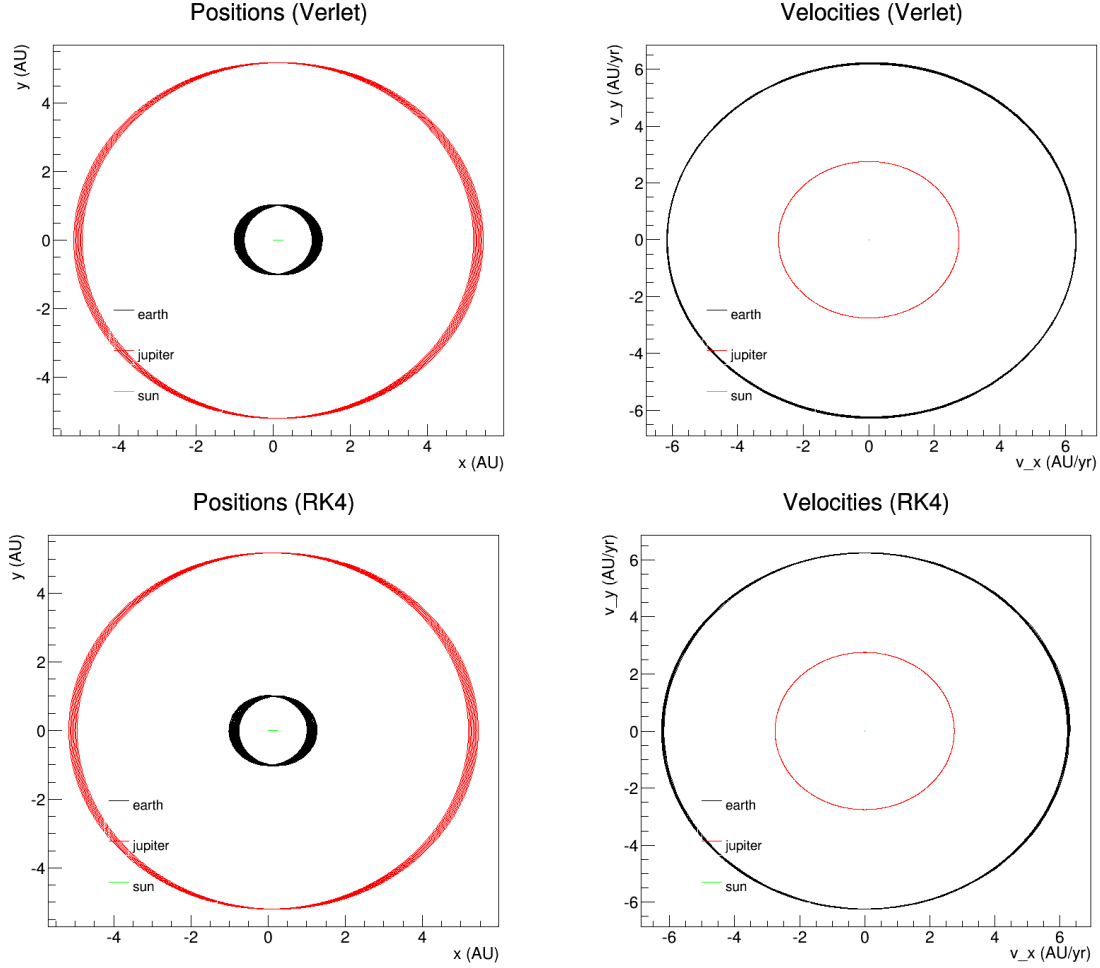 Positions (Verlet)
y (AU)
4
2
0
-2
-4
-4
-2
0
2
4
x (AU)
earth
jupiter
sun
Velocities (Verlet)
v_y (AU/yr)
6
4
2
0
-2
-4
-6
-6
-4
-2
0
2
4
6
v_x (AU/yr)
earth
jupiter
sun
Positions (RK4)
y (AU)
4
2
0
-2
-4
-4
-2
0
2
4
x (AU)
earth
jupiter
sun
Velocities (RK4)
v_y (AU/yr)
6
4
2
0
-2
-4
-6
-6
-4
-2
0
2
4
6
v_x (AU/yr)
earth
jupiter
sun